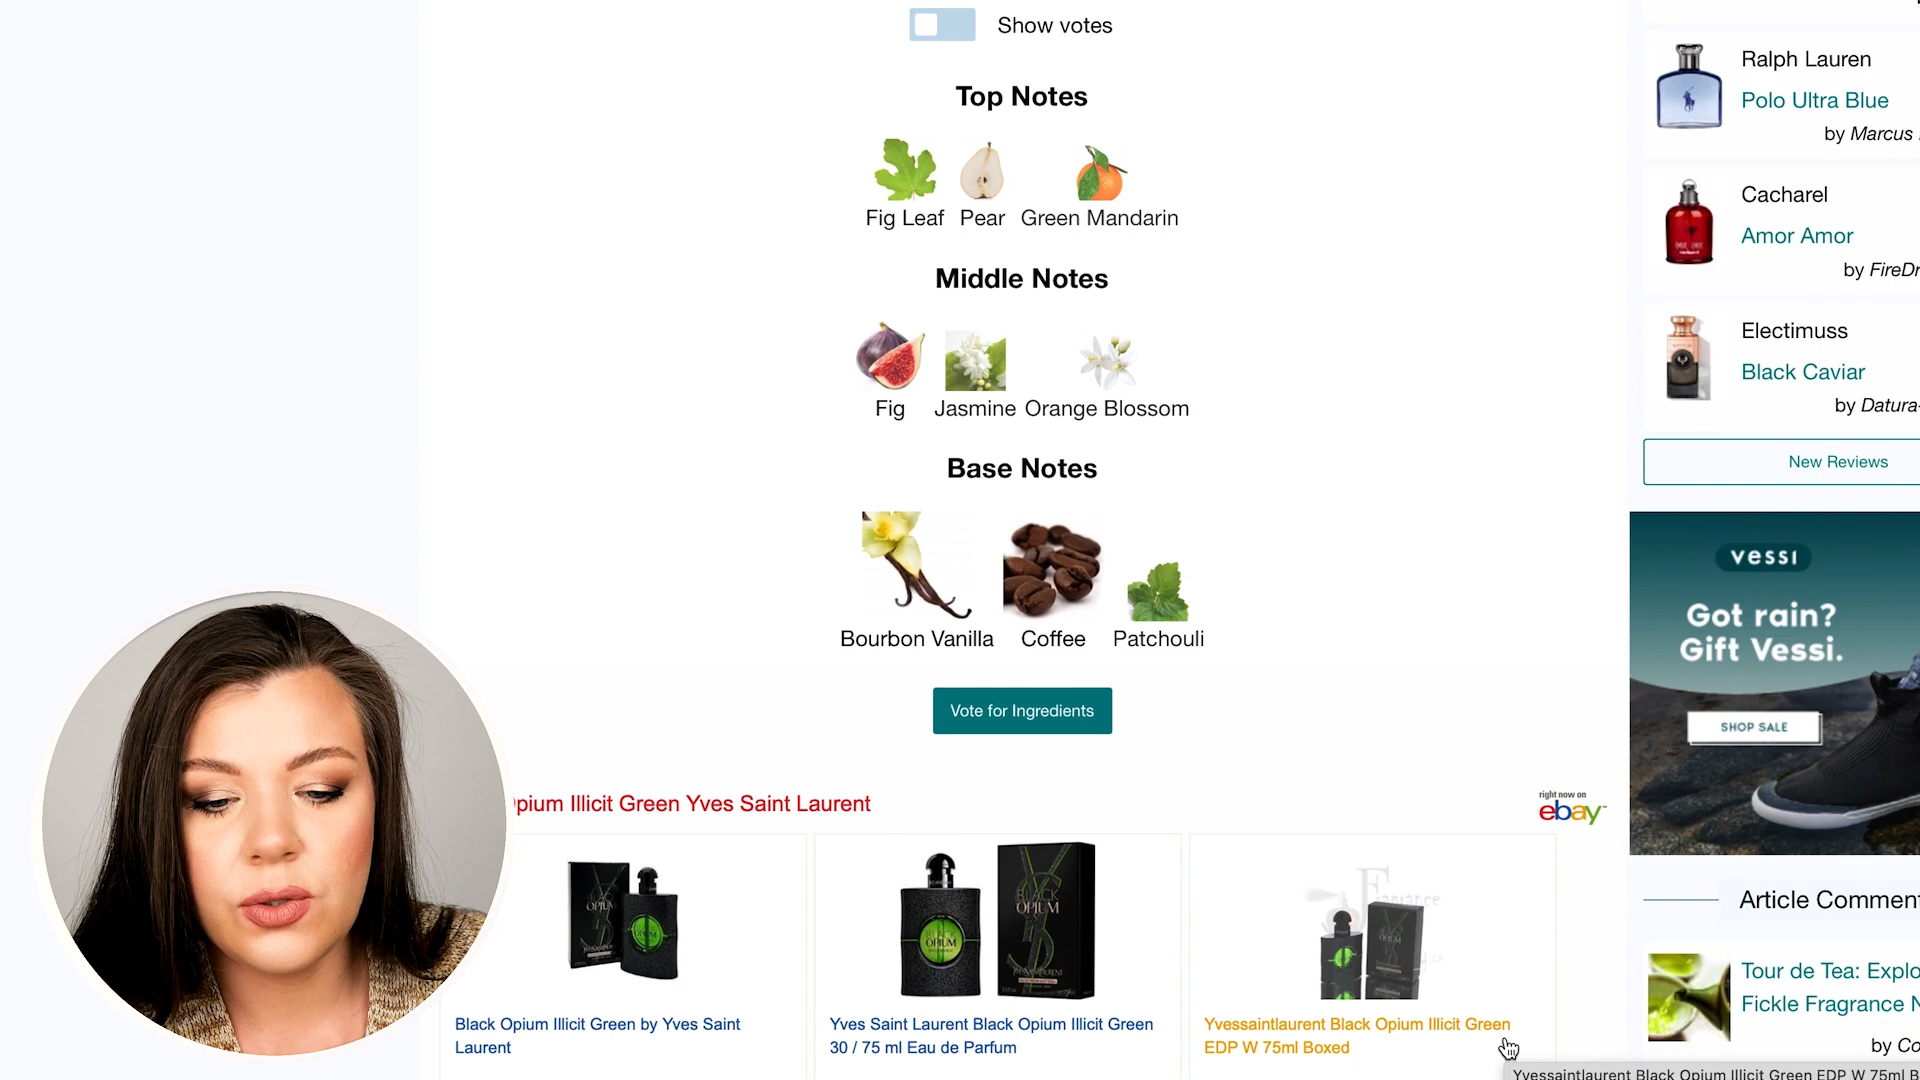 Show votes
Top Notes
Fig Leaf Pear Green Mandarin
Middle Notes
Fig Jasmine Orange Blossom
Base Notes
Bourbon Vanilla Coffee Patchouli
Vote for Ingredients
pium Illicit Green Yves Saint Laurent
right now on
ebay
BLACK
OPIUM
BLACK
OPIUM
Black Opium Illicit Green by Yves Saint
Laurent
Yves Saint Laurent Black Opium Illicit Green
30 / 75 ml Eau de Parfum
Yvessaintlaurent Black Opium Illicit Green
EDP W 75ml Boxed
Yvessaintlaurent Black Opium Illicit Green EDP W 75ml B
Ralph Lauren
Polo Ultra Blue
by Marcus
Cacharel
Amor Amor
by FireDr
Electimuss
Black Caviar
by Datura-
New Reviews
vessi
Got rain?
Gift Vessi.
SHOP SALE
Article Commen
Tour de Tea: Explo
Fickle Fragrance N
by Co